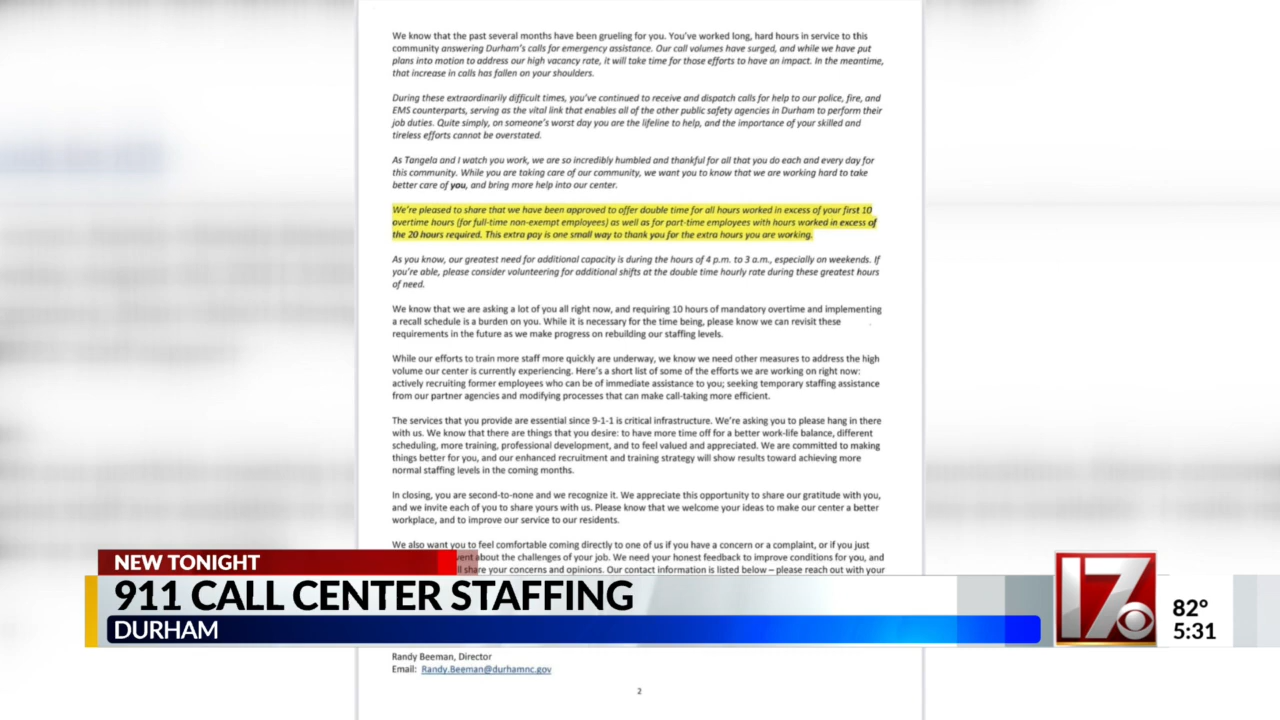 We know that the past several months have been grueling for you. You've worked long, hard hours in service to this
community answering Durham's calls for emergency assistance. Our call volumes have surged, and while we have put
plans into motion to address our high vacancy rate, it will take time for those efforts to have an impact. In the meantime,
that increase in calls has fallen on your shoulders.
During these extraordinarily difficult times, you've continued to receive and dispatch calls for help to our police, fire, and
EMS counterparts, serving as the vital link that enables all of the other public safety agencies in Durham to perform their
job duties. Quite simply, on someone's worst day you are the lifeline to help, and the importance of your skilled and
tireless efforts cannot be overstated.
As Tangela and I watch you work, we are so incredibly humbled and thankful for all that you do each and every day for
this community. While you are taking care of our community, we want you to know that we are working hard to take
better care of you, and bring more help into our center.
We're pleased to share that we have been approved to offer double time for all hours worked in excess of your first 10
overtime hours (for full-time non-exempt employees) as well as for part-time employees with hours worked in excess of
the 20 hours required. This extra pay is one small way to thank you for the extra hours you are working.
As you know, our greatest need for additional capacity is during the hours of 4 p.m. to 3 a.m., especially on weekends. If
you're able, please consider volunteering for additional shifts at the double time hourly rate during these greatest hours
of need.
We know that we are asking a lot of you all right now, and requiring 10 hours of mandatory overtime and implementing
a recall schedule is a burden on you. While it is necessary for the time being, please know we can revisit these
requirements in the future as we make progress on rebuilding our staffing levels.
While our efforts to train more staff more quickly are underway, we know we need other measures to address the high
volume our center is currently experiencing. Here's a short list of some of the efforts we are working on right now:
actively recruiting former employees who can be of immediate assistance to you; seeking temporary staffing assistance
from our partner agencies and modifying processes that can make call-taking more efficient.
The services that you provide are essential since 9-1-1 is critical infrastructure. We're asking you to please hang in there
with us. We know that there are things that you desire: to have more time off for a better work-life balance, different
scheduling, more training, professional development, and to feel valued and appreciated. We are committed to making
things better for you, and our enhanced recruitment and training strategy will show results toward achieving more
normal staffing levels in the coming months.
In closing, you are second-to-none and we recognize it. We appreciate this opportunity to share our gratitude with you,
and we invite each of you to share yours with us. Please know that we welcome your ideas to make our center a better
workplace, and to improve our service to our residents.
We also want you to feel comfortable coming directly to one of us if you have a concern or a complaint, or if you just
about the challenges of your job. We need your honest feedback to improve conditions for you, and
share your concerns and opinions. Our contact information is listed below – please reach out with your
NEW TONIGHT
911 CALL CENTER STAFFING
DURHAM
17
82°
5:31
Randy Beeman, Director
Email: Randy.Beeman@durhamnc.gov
2